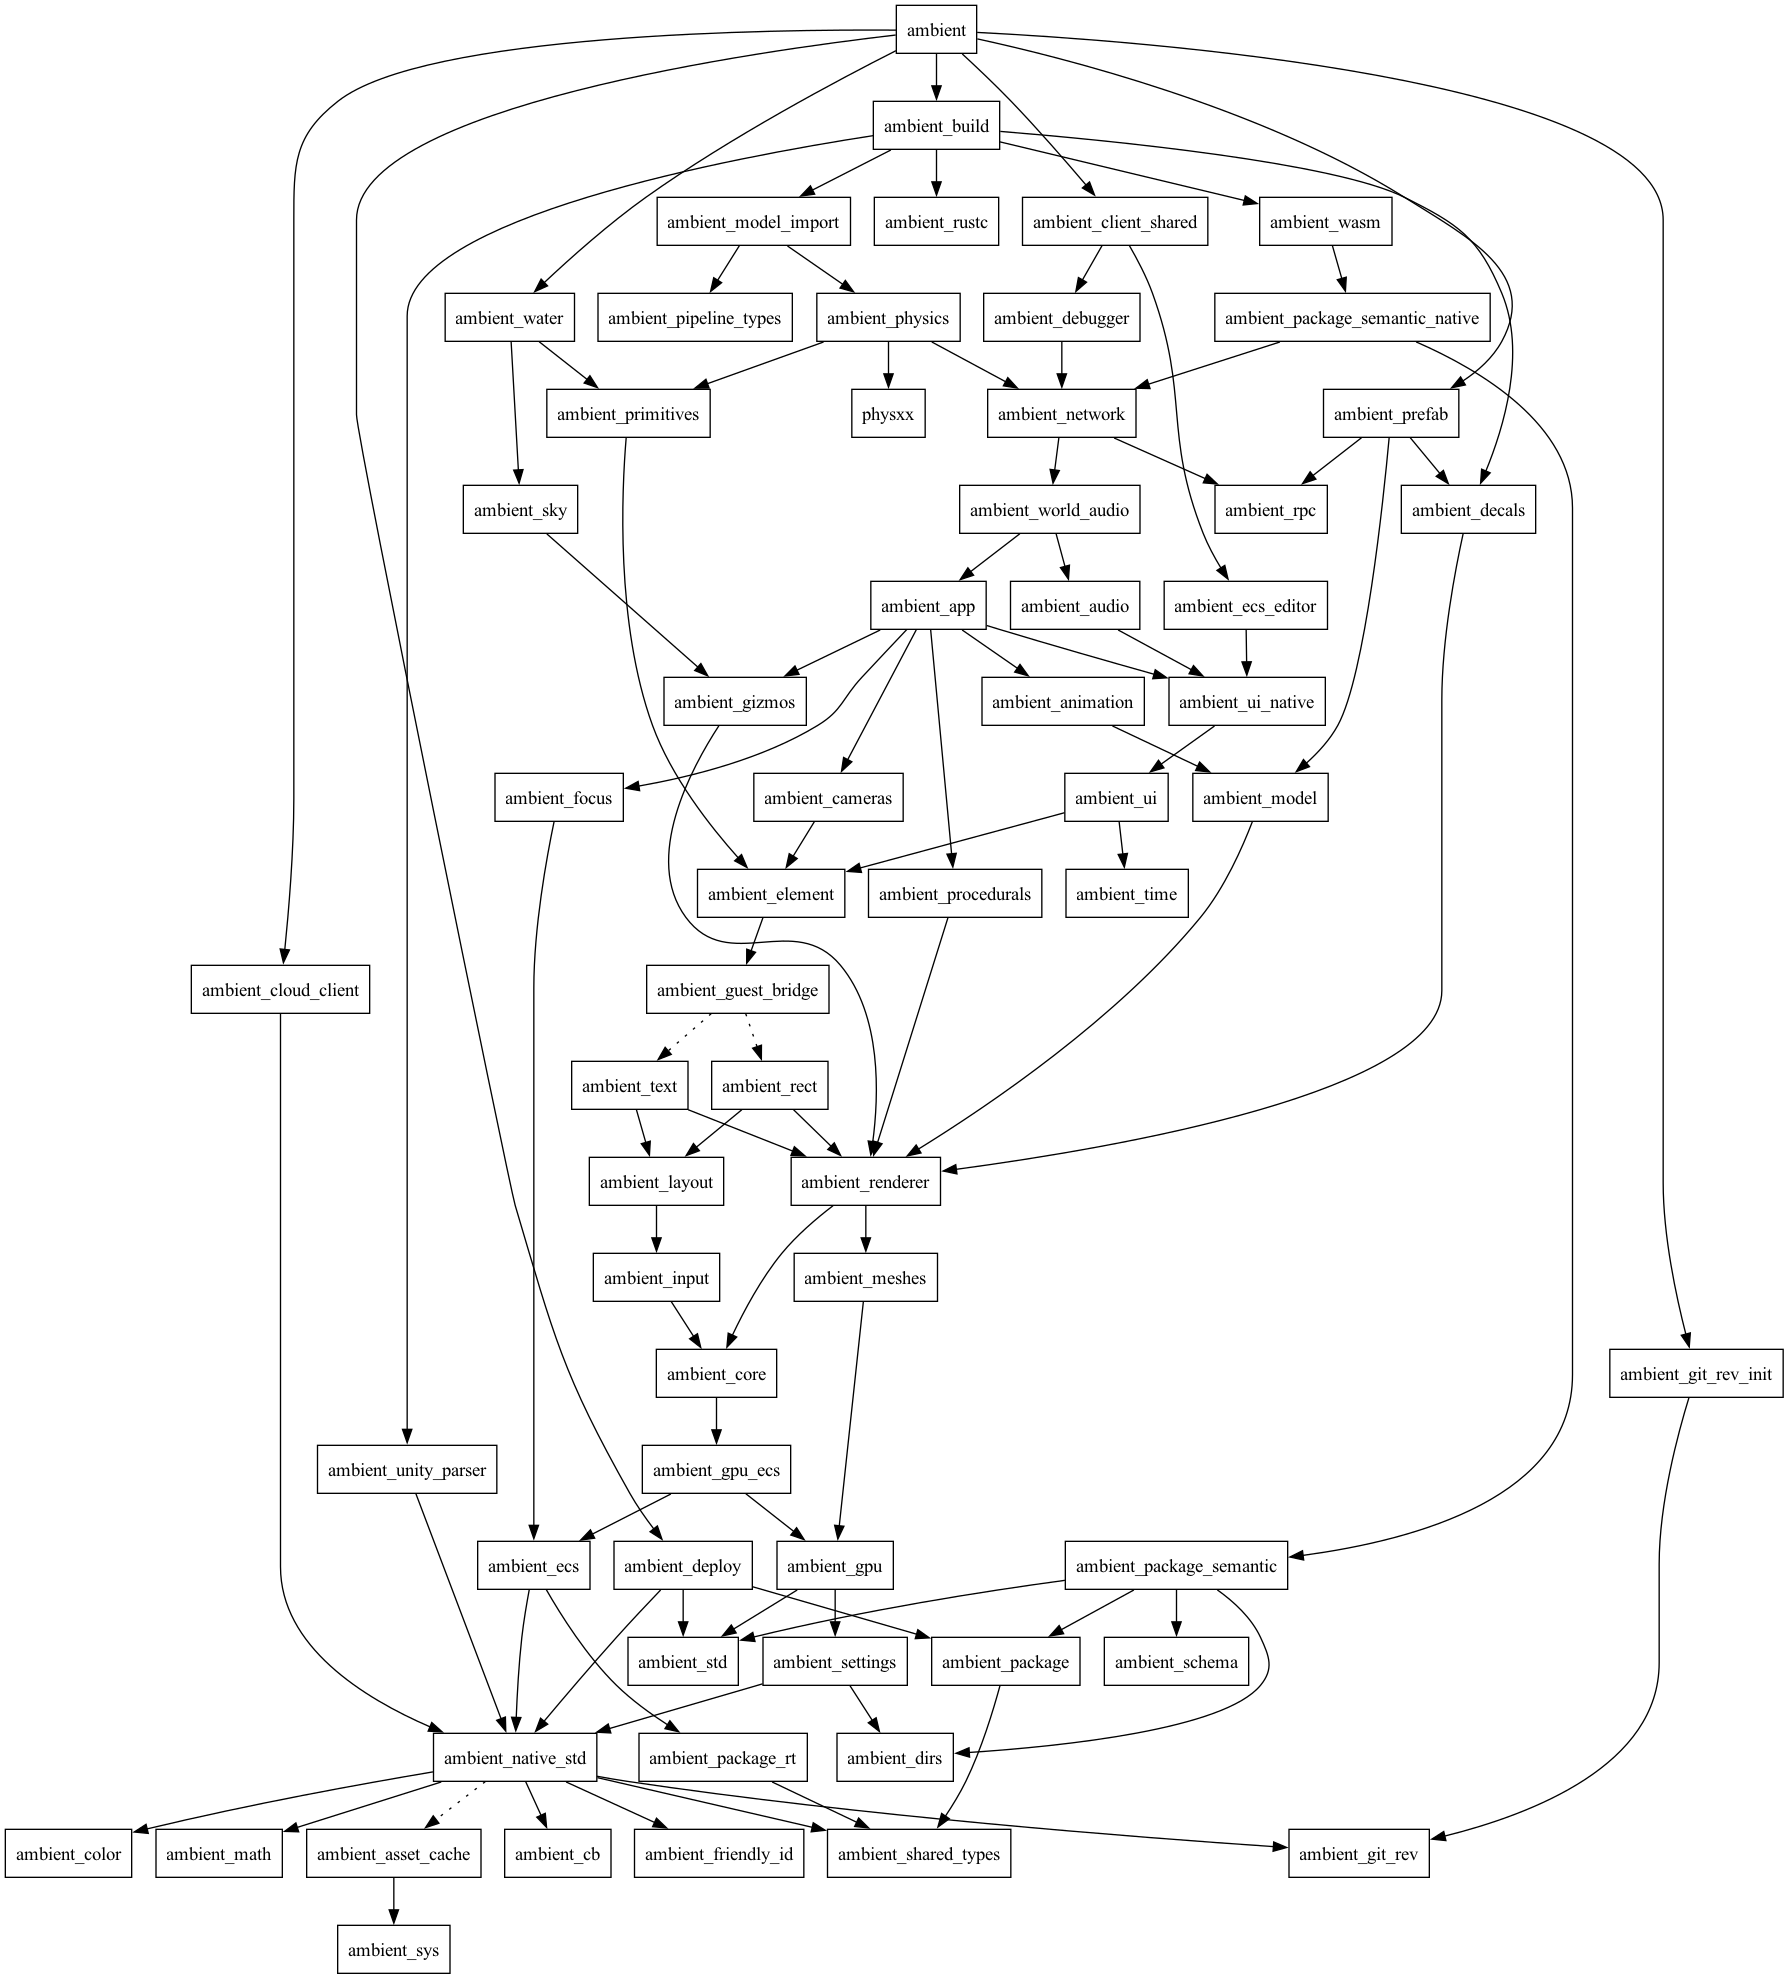 ambient
ambient_build
ambient_model_import
ambient_rustc
ambient_client_shared
ambient_wasm
ambient_water
ambient_pipeline_types
ambient_physics
ambient_debugger
ambient_package_semantic_native
ambient_primitives
physxx
ambient_network
ambient_prefab
ambient_sky
ambient_world_audio
ambient_rpc
ambient_decals
ambient_app
ambient_audio
ambient_ecs_editor
ambient_gizmos
ambient_animation
ambient_ui_native
ambient_focus
ambient_cameras
ambient_ui
ambient_model
ambient_element
ambient_procedurals
ambient_time
ambient_cloud_client
ambient_guest_bridge
ambient_text
ambient_rect
ambient_layout
ambient_renderer
ambient_input
ambient_meshes
ambient_core
ambient_git_rev_init
ambient_unity_parser
ambient_gpu_ecs
ambient_ecs
ambient_deploy
ambient_gpu
ambient_package_semantic
ambient_std
ambient_settings
ambient_package
ambient_schema
ambient_native_std
ambient_package_rt
ambient_dirs
ambient_color
ambient_math
ambient_asset_cache
ambient_cb
ambient_friendly_id
ambient_shared_types
ambient_git_rev
ambient_sys